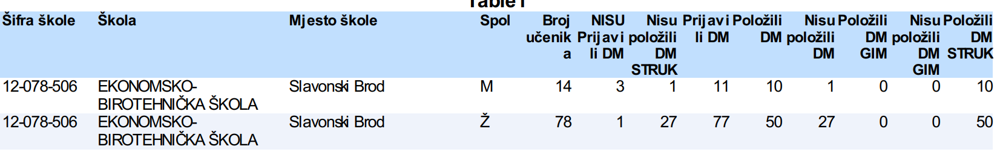 Table1
Šifra škole Škola Mjesto škole Spol Broj učenika NISU Prijavili DM Nisu položili DM STRUK Prijavili DM Položili DM Nisu položili DM Položili DM GIM Nisu položili DM GIM Položili DM STRUK
12-078-506 EKONOMSKO- Slavonski Brod M 14 3 1 11 10 1 0 0 10
BIROTEHNIČKA ŠKOLA
12-078-506 EKONOMSKO- Slavonski Brod Ž 78 1 27 77 50 27 0 0 50
BIROTEHNIČKA ŠKOLA